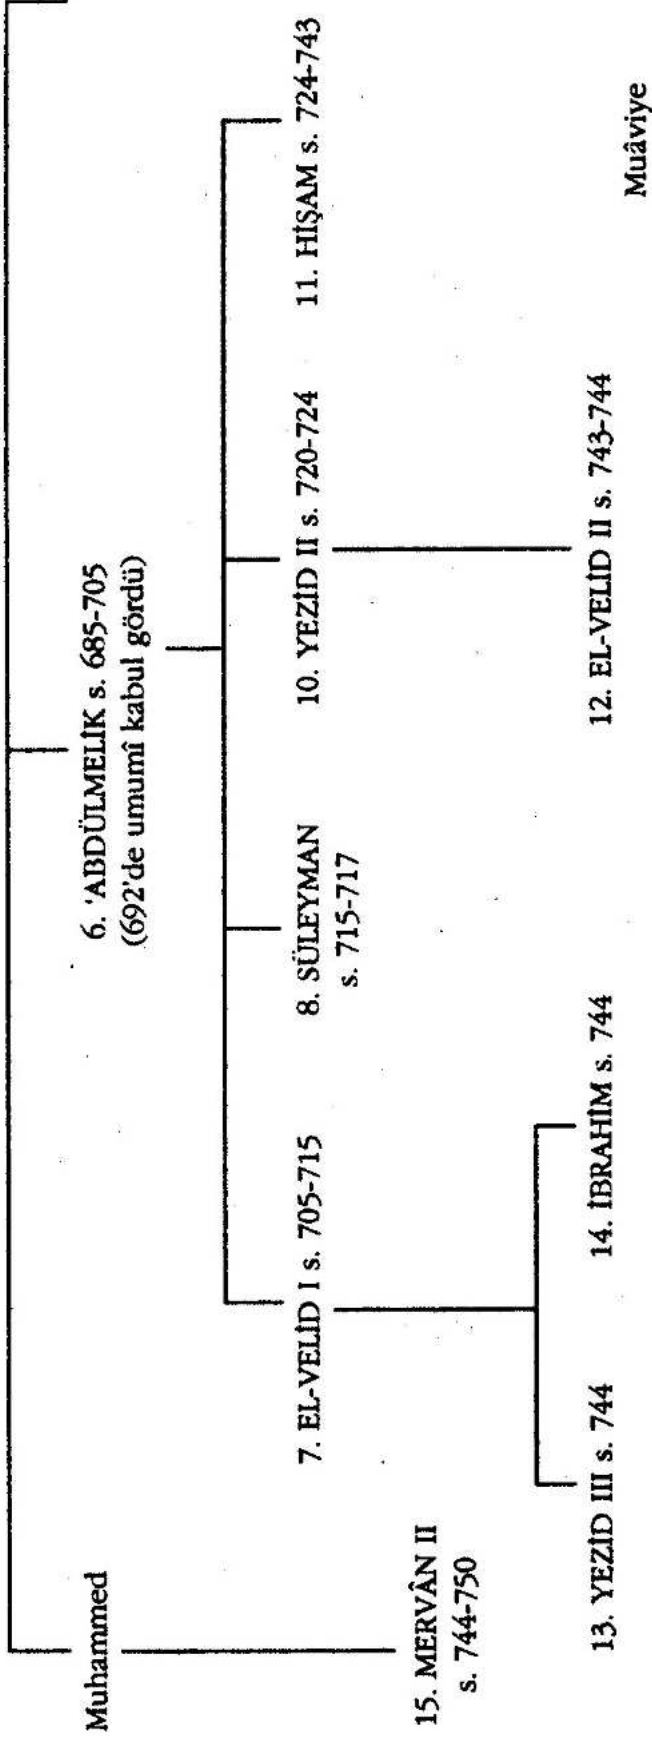 6. 'ABDÜLMELİK s. 685-705
(692'de umumî kabul gördü)
Muhammed
7. EL-VELİD I s. 705-715
8. SÜLEYMAN
s. 715-717
10. YEZİD II s. 720-724
11. HİŞAM s. 724-743
15. MERVÂN II
s. 744-750
13. YEZİD III s. 744
14. İBRAHİM s. 744
12. EL-VELİD II s. 743-744
Muâviye